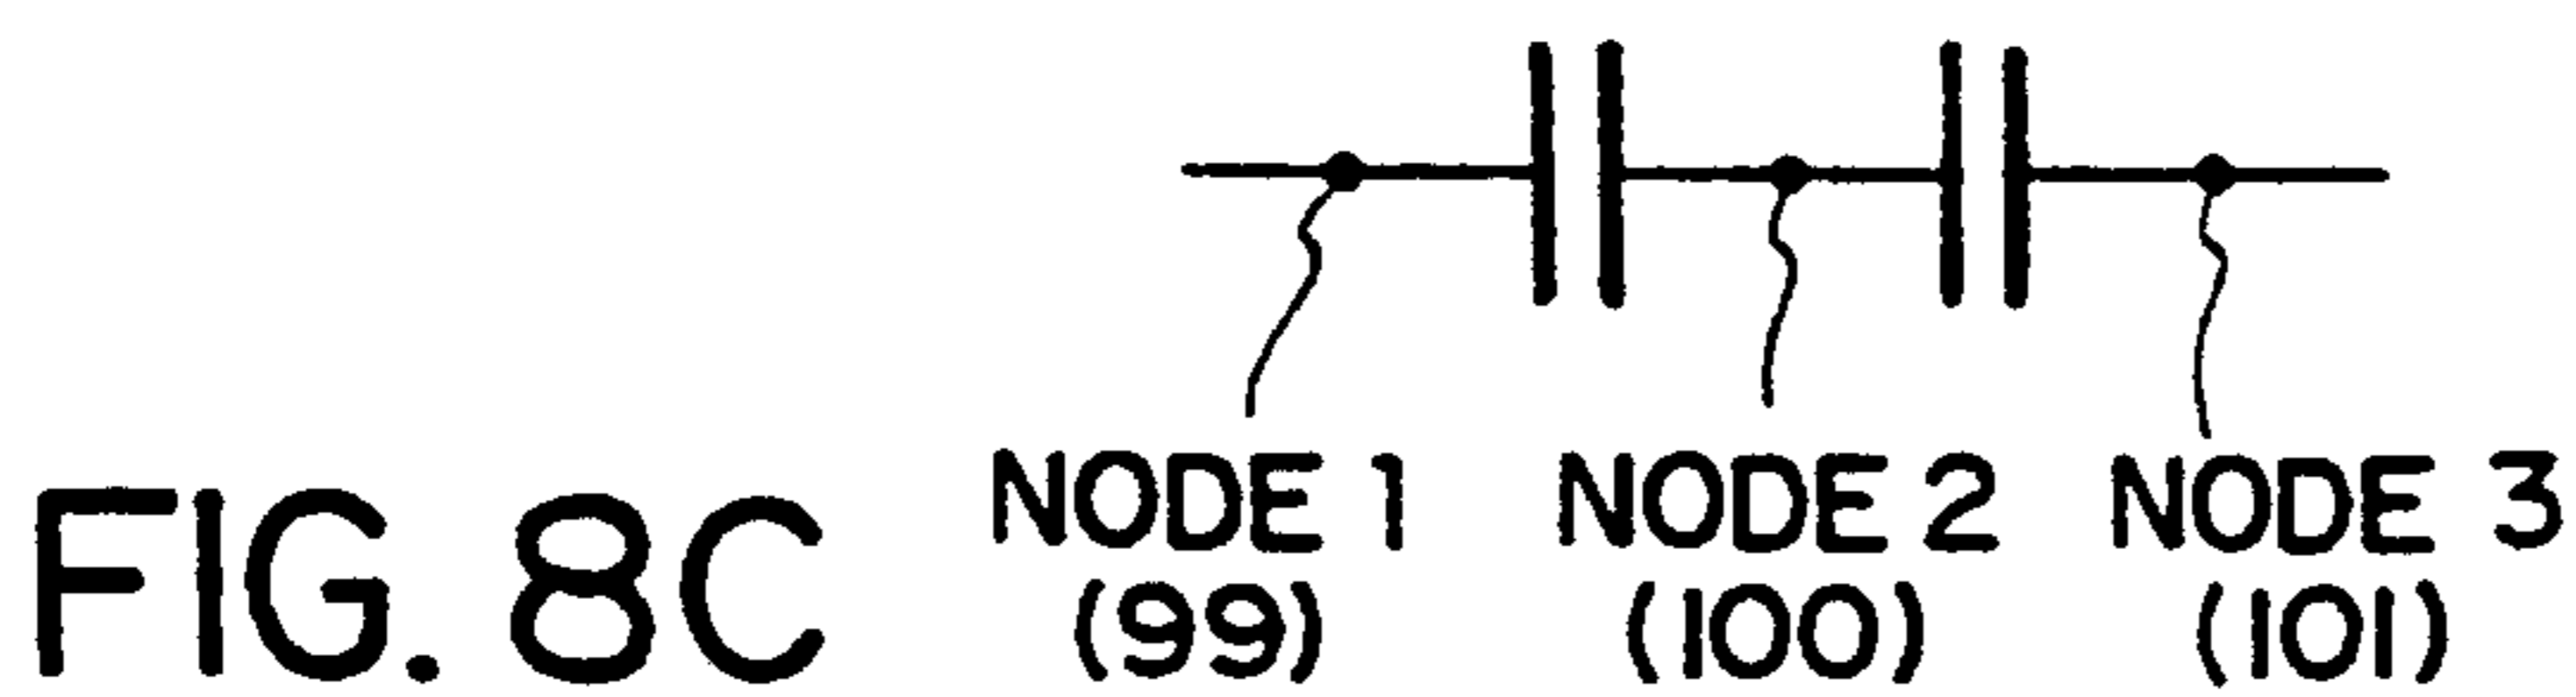 NODE 1 NODE 2 NODE 3
(99) (100) (101)
FIG. 8C